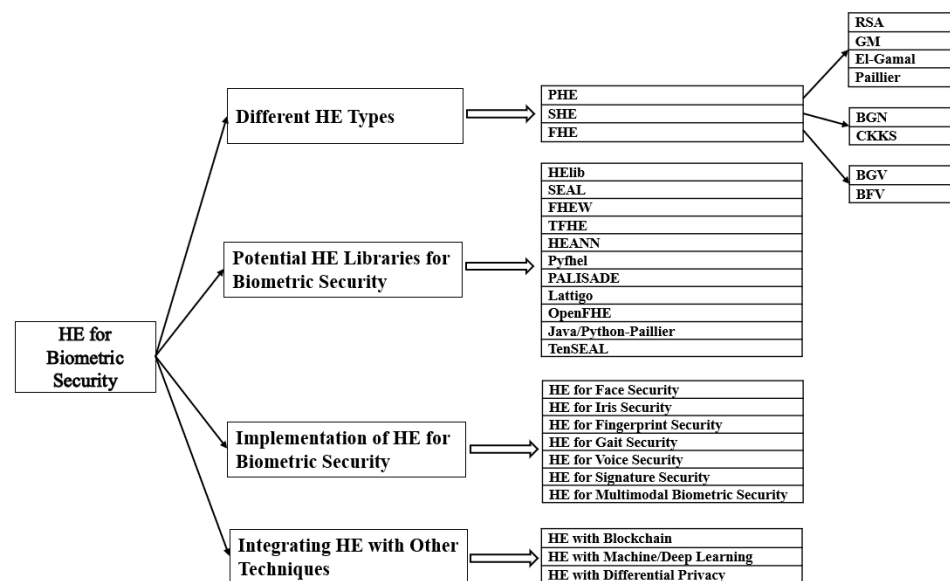 HE for
Biometric
Security
Different HE Types
PHE
SHE
FHE
RSA
GM
El-Gamal
Paillier
BGN
CKKS
BGV
BFV
Potential HE Libraries for
Biometric Security
HElib
SEAL
FHEW
TFHE
HEANN
Pyfhel
PALISADE
Lattigo
OpenFHE
Java/Python-Paillier
TenSEAL
Implementation of HE for
Biometric Security
HE for Face Security
HE for Iris Security
HE for Fingerprint Security
HE for Gait Security
HE for Voice Security
HE for Signature Security
HE for Multimodal Biometric Security
Integrating HE with Other
Techniques
HE with Blockchain
HE with Machine/Deep Learning
HE with Differential Privacy